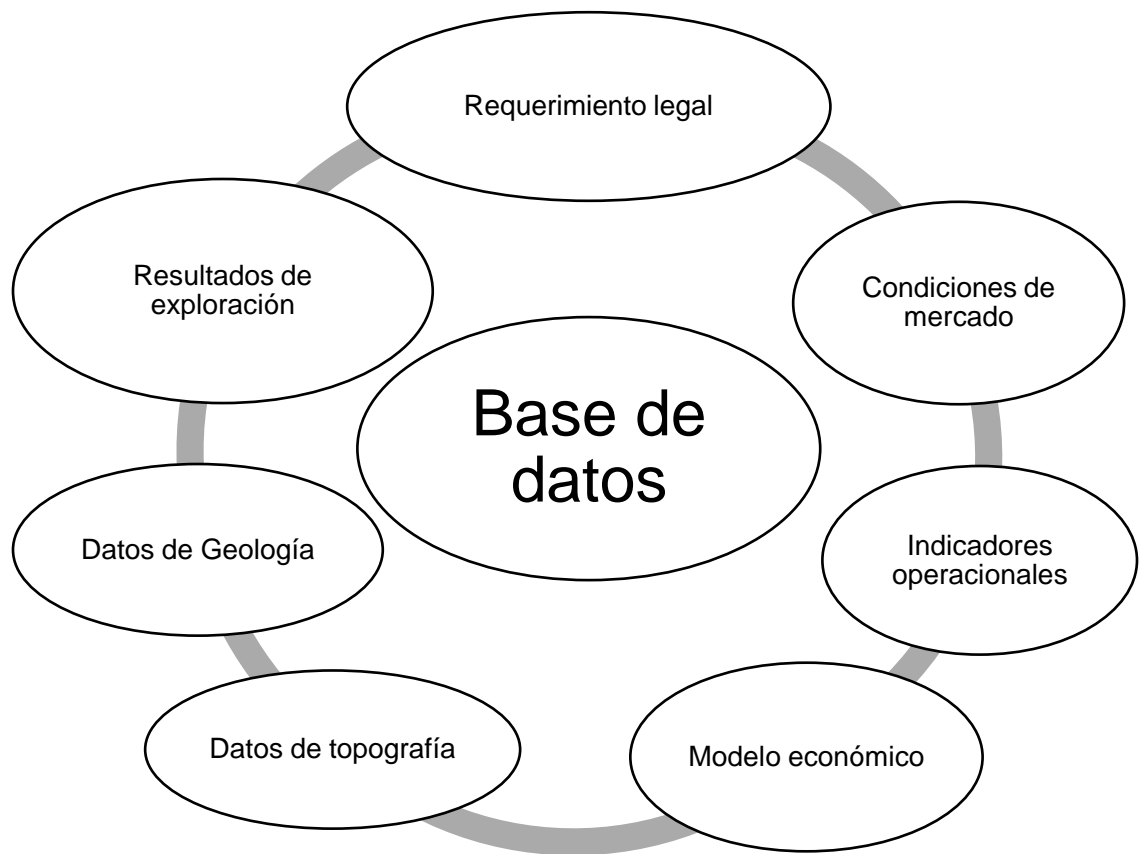 Requerimiento legal
Resultados de
exploración
Condiciones de
mercado
Base de
datos
Datos de Geología
Indicadores
operacionales
Datos de topografía
Modelo económico